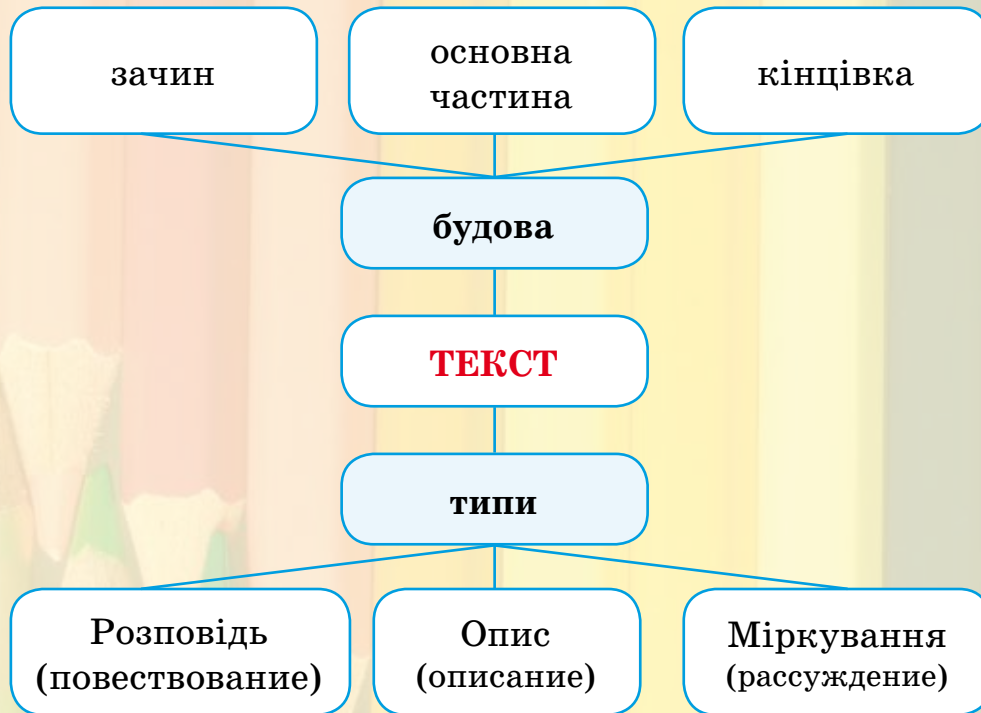 зачин
основна
частина
кінцівка
будова
ТЕКСТ
типи
Розповідь
(повествование)
Опис
(описание)
Міркування
(рассуждение)